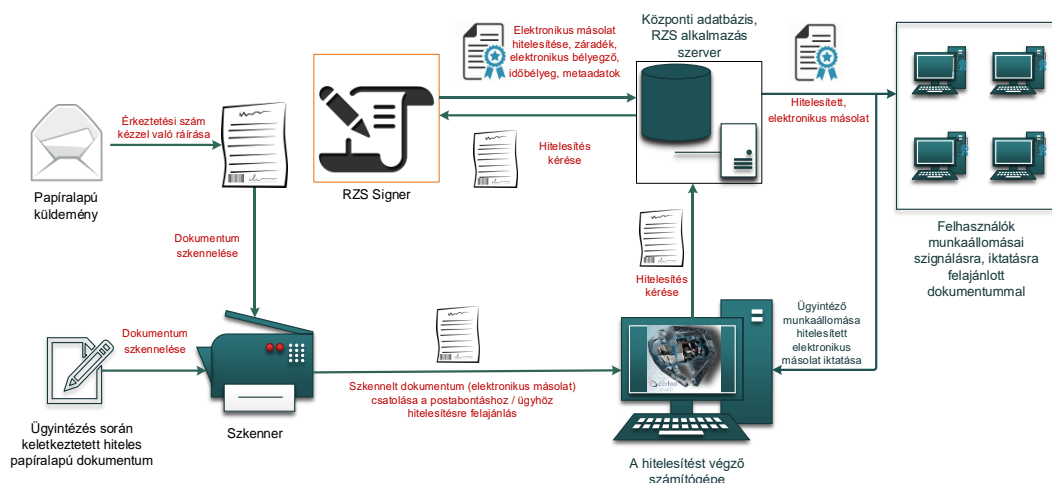 Elektronikus másolat
hitelesítése, záradék,
elektronikus bélyegző,
időbélyeg, metaadatok
Központi adatbázis,
RZS alkalmazás
szerver
Érkeztetési szám
kézzel való ráírása
Hitelesítés
kérése
Hitelesített,
elektronikus másolat
Papíralapú
küldemény
RZS Signer
Felhasználók
munkaállomásai
szignálásra, iktatásra
felajánlott
dokumentummal
Dokumentum
szkennelése
Hitelesítés
kérése
Ügyintéző
munkaállomása
hitelesített
elektronikus
másolat iktatása
Dokumentum
szkennelése
Szkennelt dokumentum (elektronikus másolat)
csatolása a postabontáshoz / ügyhöz
hitelesítésre felajánlás
Ügyintézés során
keletkeztetett hiteles
papíralapú dokumentum
Szkenner
A hitelesítést végző
számítógépe